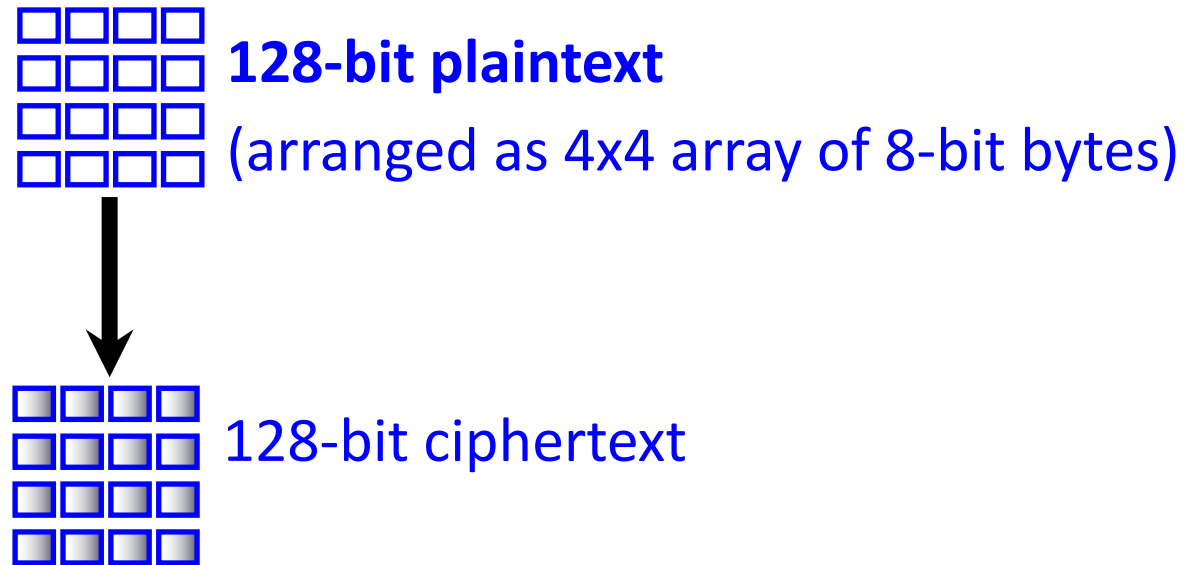 128-bit plaintext
(arranged as 4x4 array of 8-bit bytes)
128-bit ciphertext